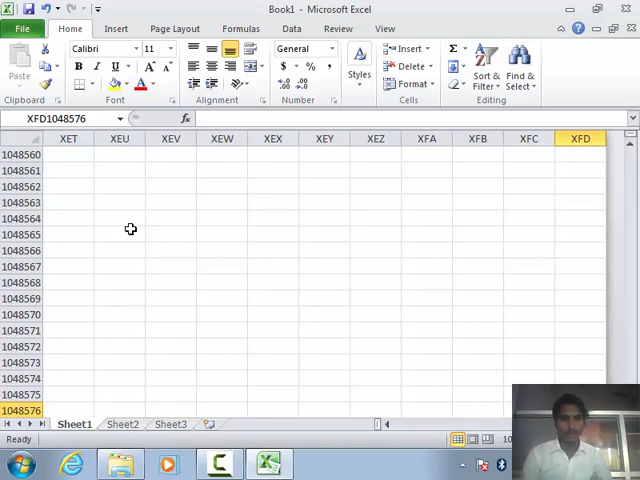 Book1 - Microsoft Excel
File Home Insert Page Layout Formulas Data Review View
Calibri 11 General Insert Σ
Paste B I U $ % , Styles Delete Sort & Filter Find & Select
A Format
Clipboard Font Alignment Number Cells Editing
XFD1048576 fx
XET XEU XEV XEW XEX XEY XEZ XFA XFB XFC XFD
1048560
1048561
1048562
1048563
1048564
1048565
1048566
1048567
1048568
1048569
1048570
1048571
1048572
1048573
1048574
1048575
1048576
Sheet1 Sheet2 Sheet3
Ready 10